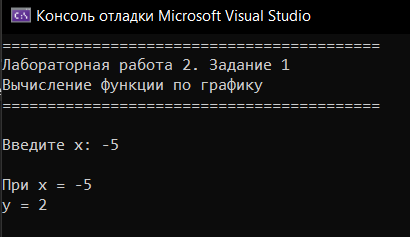 C:\ Консоль отладки Microsoft Visual Studio
==========================================
Лабораторная работа 2. Задание 1
Вычисление функции по графику
==========================================
Введите x: -5
При x = -5
y = 2